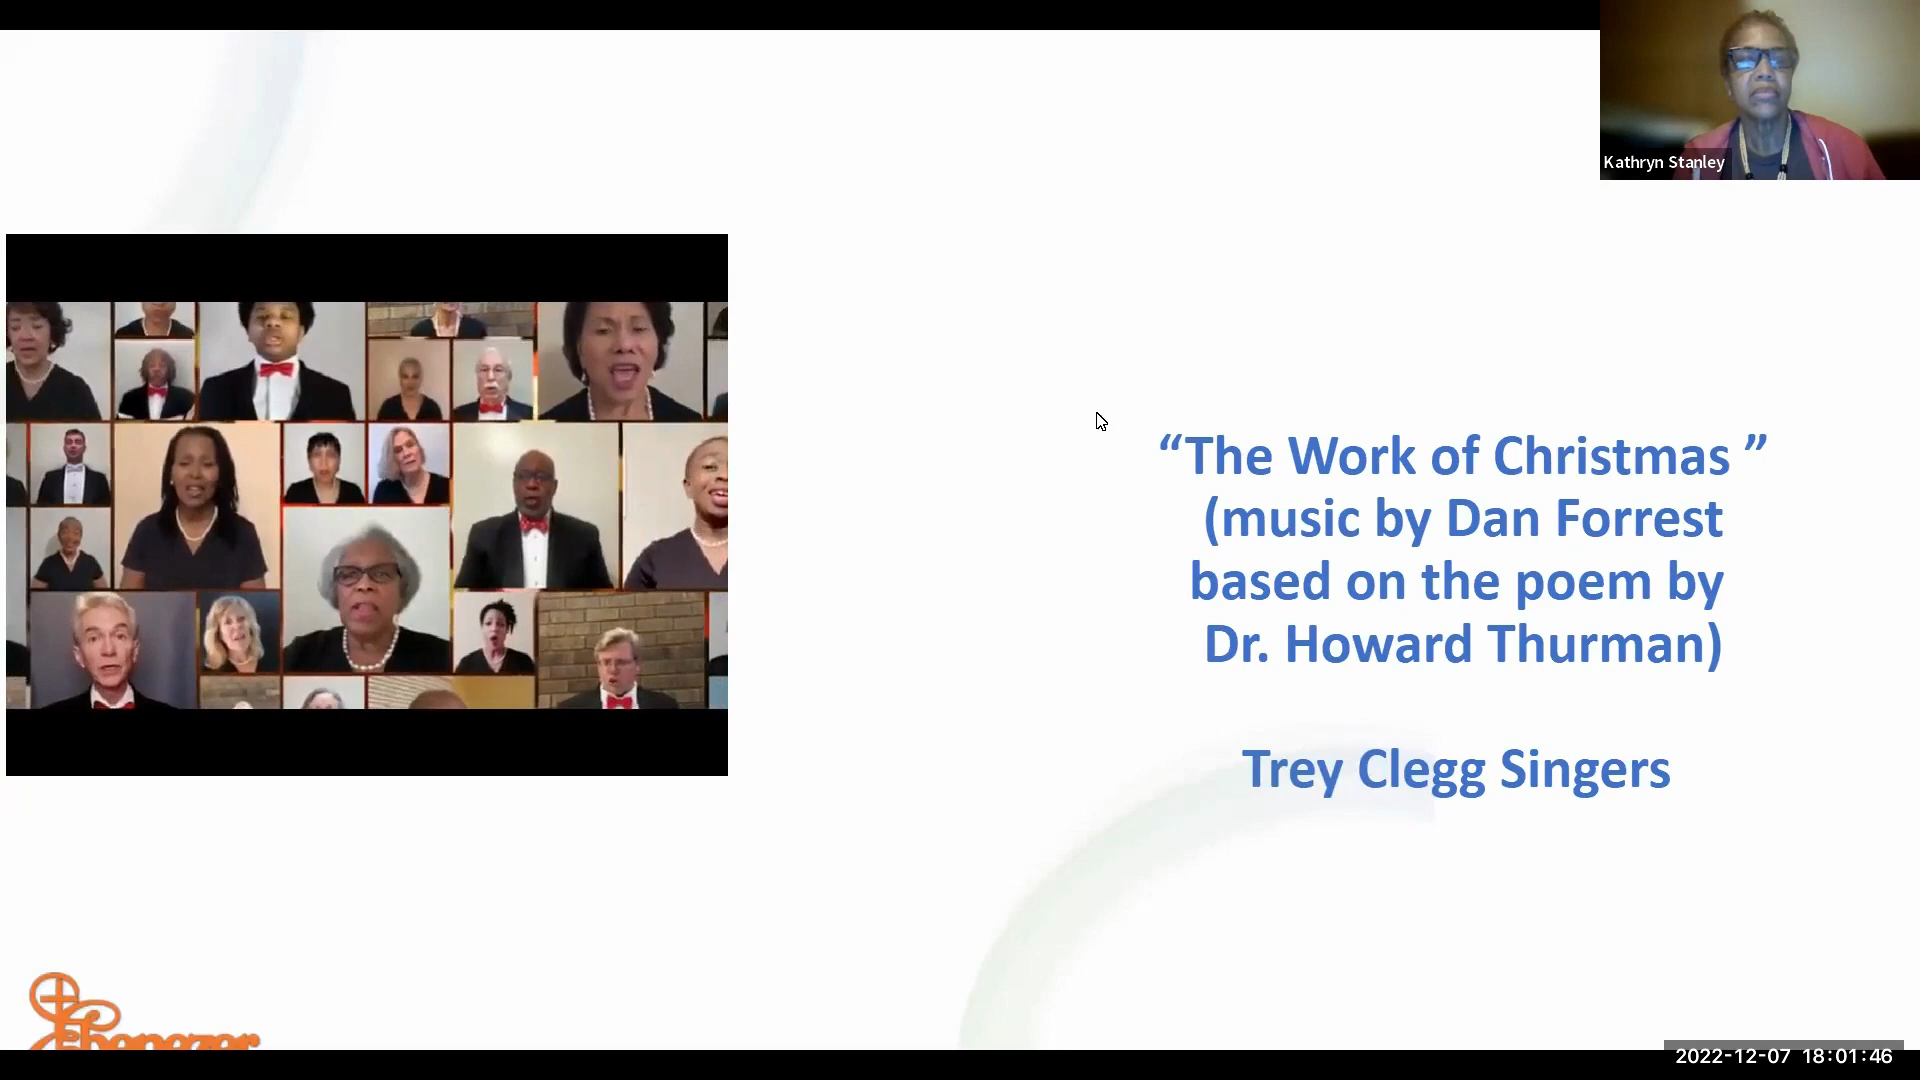 Kathryn Stanley
“The Work of Christmas ”
(music by Dan Forrest
based on the poem by
Dr. Howard Thurman)
Trey Clegg Singers
Ebenezer
2022-12-07 18:01:46